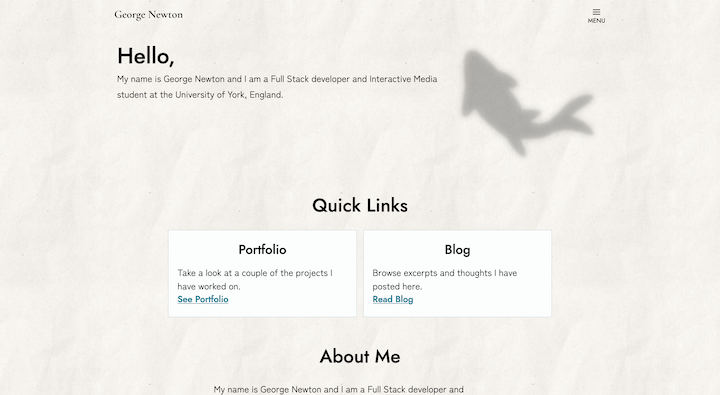 George Newton
MENU
Hello,
My name is George Newton and I am a Full Stack developer and Interactive Media
student at the University of York, England.
Quick Links
Portfolio
Take a look at a couple of the projects I
have worked on.
See Portfolio
Blog
Browse excerpts and thoughts I have
posted here.
Read Blog
About Me
My name is George Newton and I am a Full Stack developer and